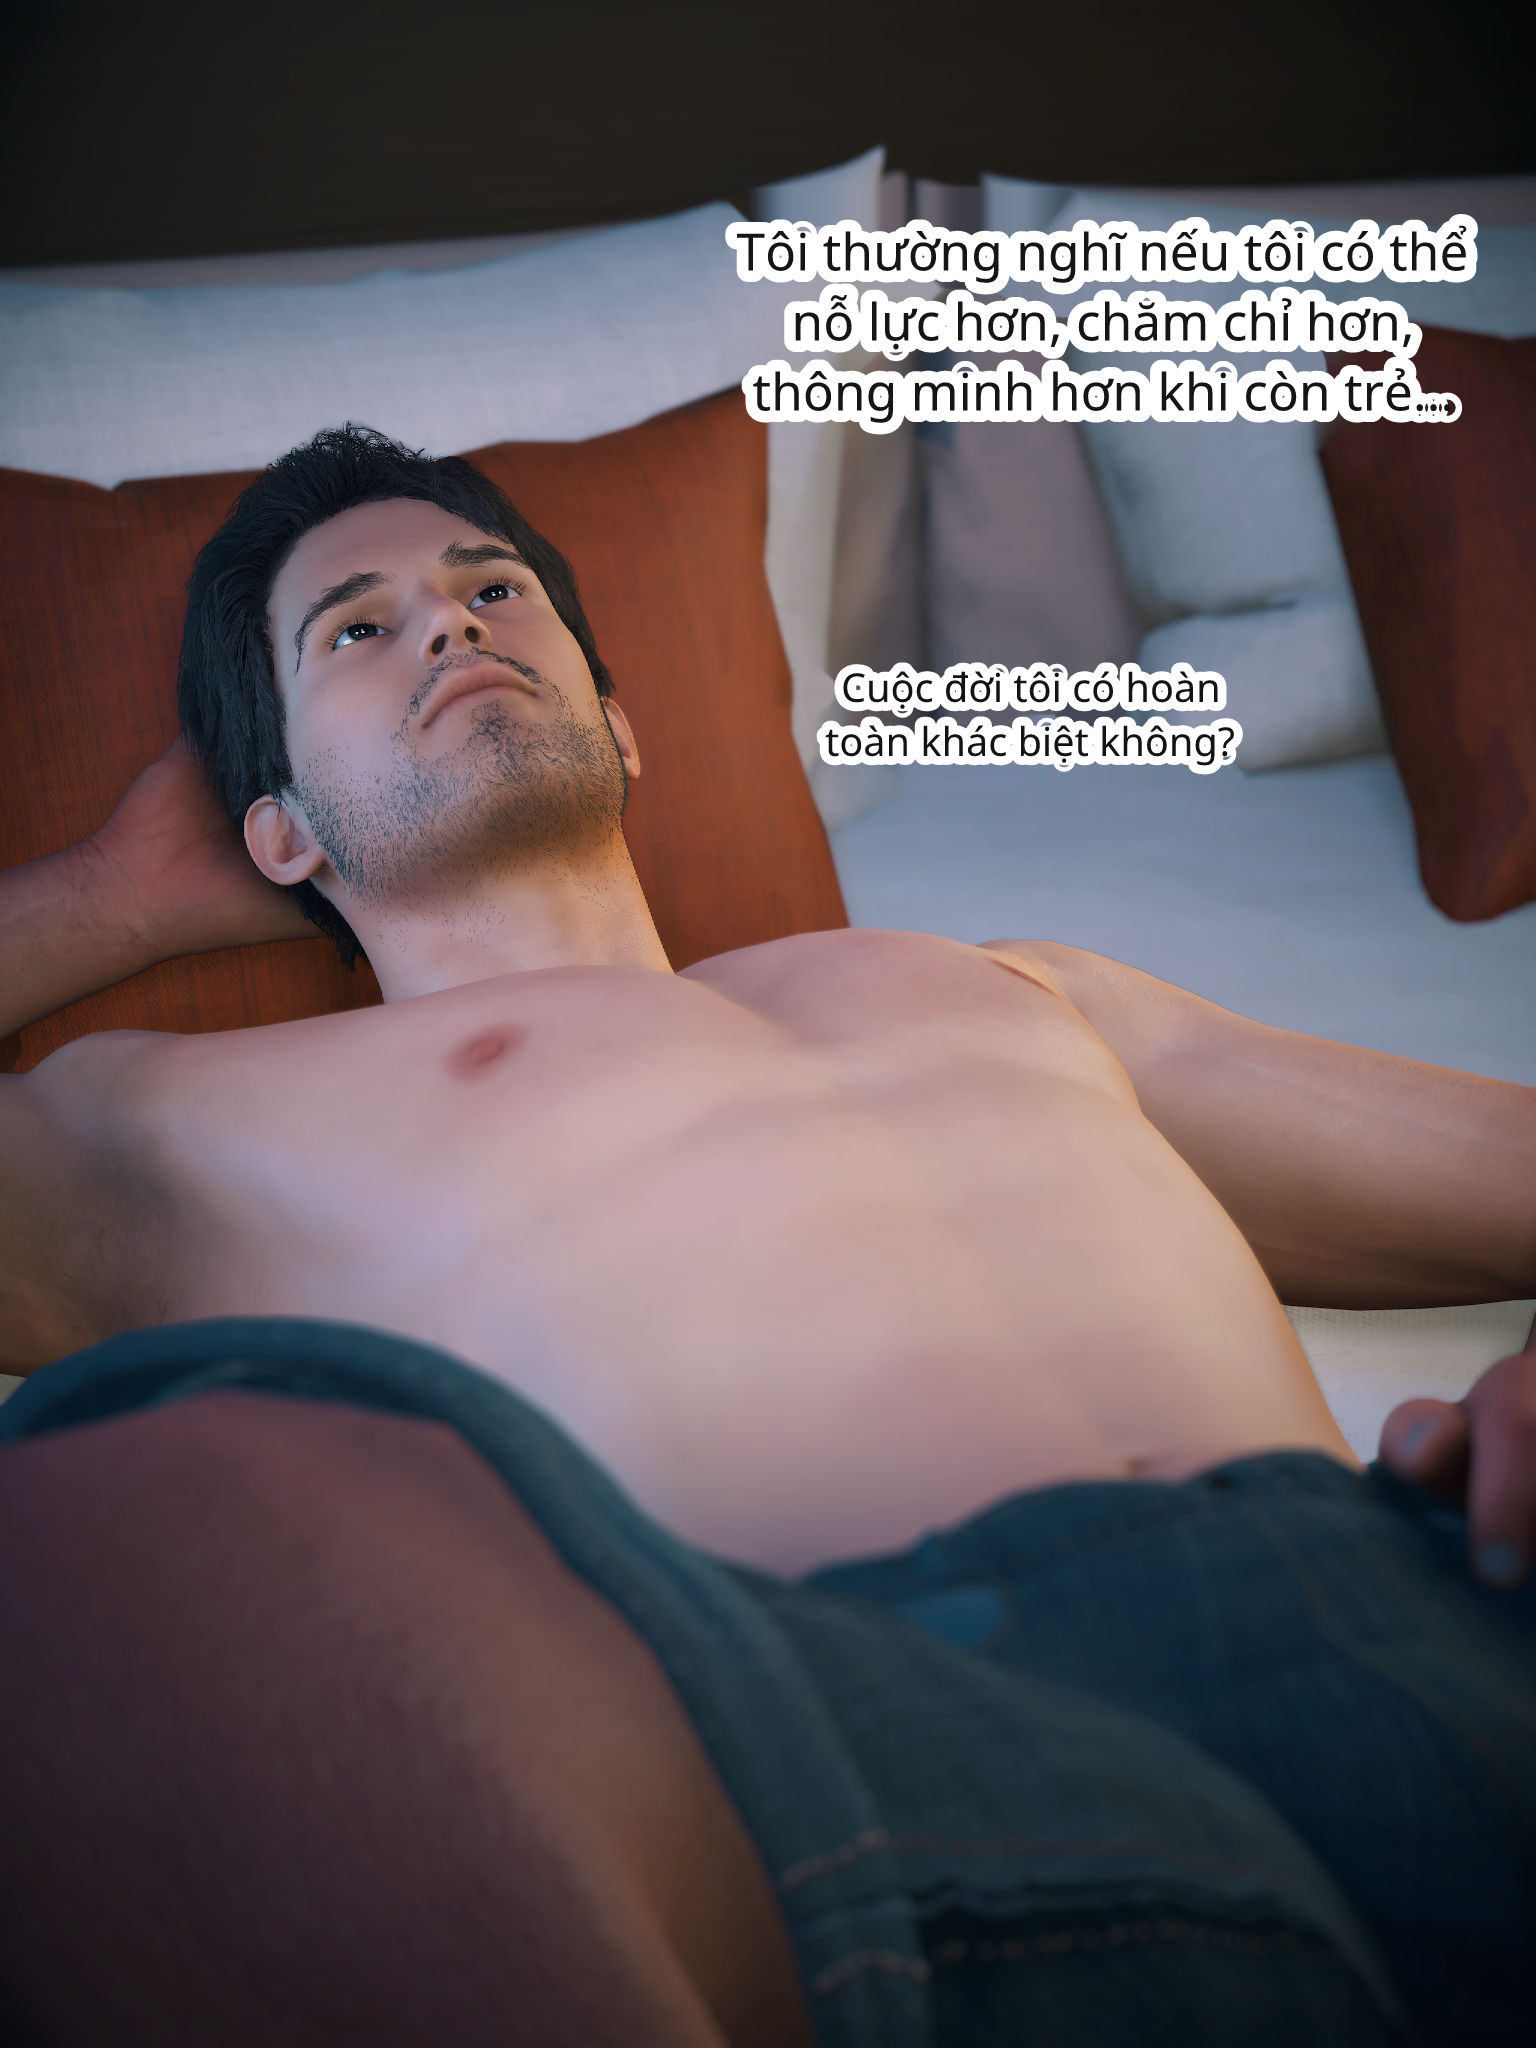 Tôi thường nghĩ nếu tôi có thể
nỗ lực hơn, chăm chỉ hơn,
thông minh hơn khi còn trẻ...
Cuộc đời tôi có hoàn
toàn khác biệt không?